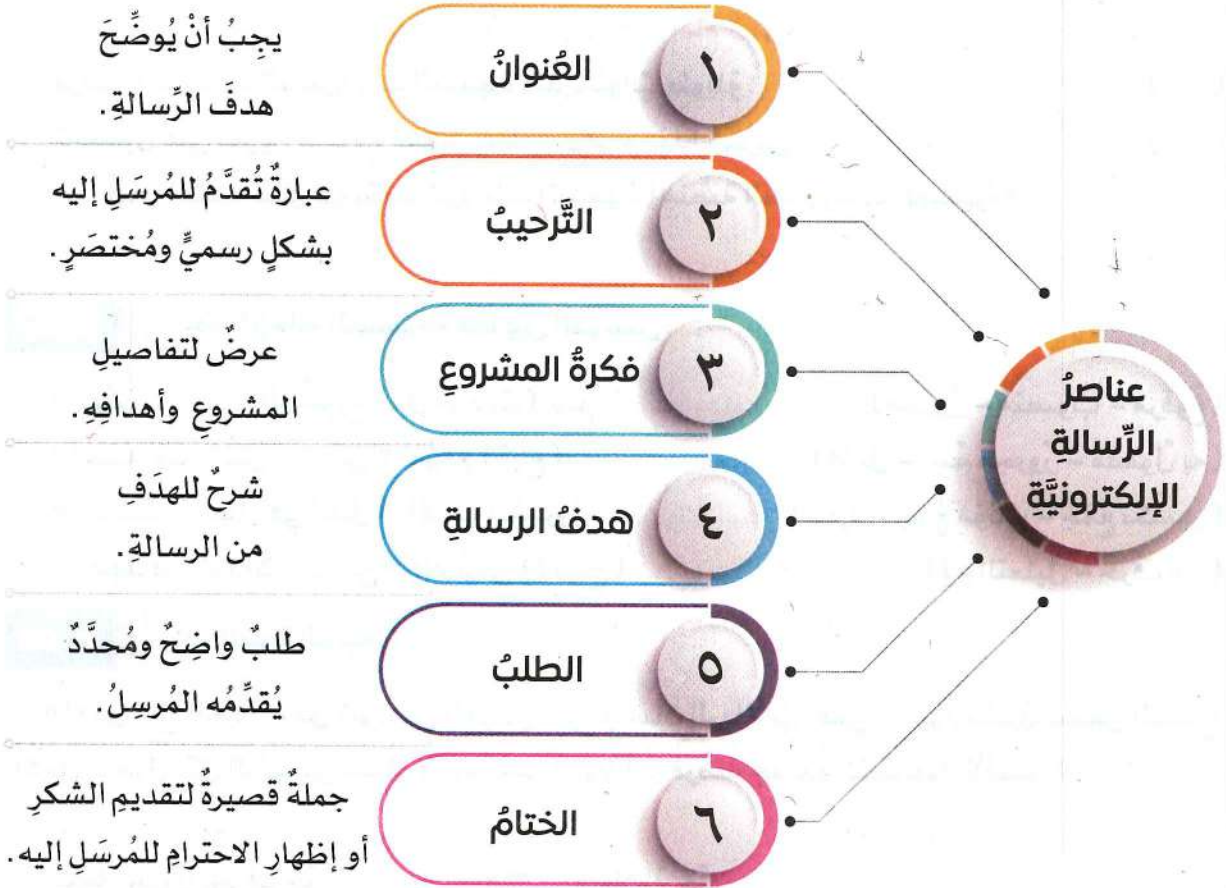 عناصرُ
الرِّسالةِ
الإلِكترونيَّةِ
١
العُنوانُ
يجِبُ أنْ يُوضِّحَ
هدفَ الرِّسالةِ.
٢
التَّرحيبُ
عبارةٌ تُقدَّمُ للمُرسَلِ إليه
بشكلٍ رسميٍّ ومُختصَرٍ.
٣
فكرةُ المشروعِ
عرضٌ لتفاصيلِ
المشروعِ وأهدافِهِ.
٤
هدفُ الرسالةِ
شرحٌ للهدَفِ
من الرسالةِ.
٥
الطلبُ
طلبٌ واضِحٌ ومُحدَّدٌ
يُقدِّمُه المُرسِلُ.
٦
الختامُ
جملةٌ قصيرةٌ لتقديمِ الشكرِ
أو إظهارِ الاحترامِ للمُرسَلِ إليه.